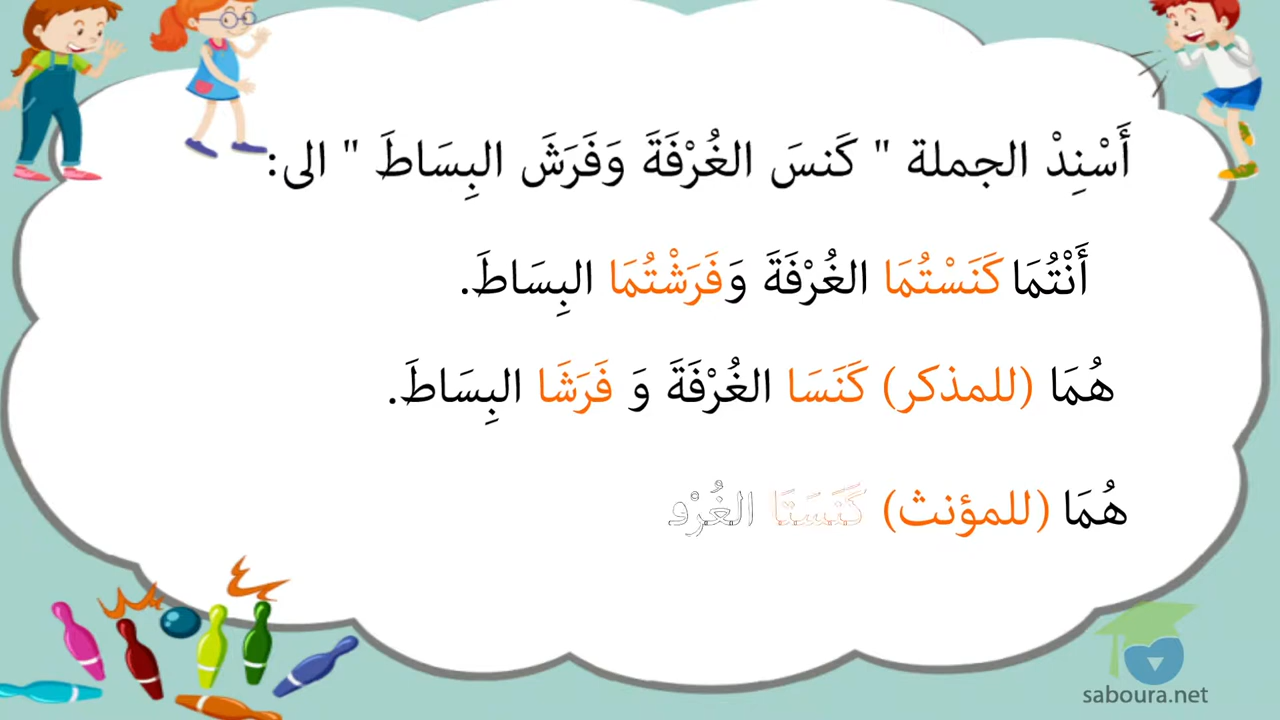 أَسْنِدْ الجملة " كَنسَ الغُرْفَةَ وَفَرَشَ البِسَاطَ " الى:
أَنْتُمَا كَنَسْتُمَا الغُرْفَةَ وَفَرَشْتُمَا البِسَاطَ.
هُمَا (للمذكر) كَنَسَا الغُرْفَةَ وَ فَرَشَا البِسَاطَ.
هُمَا (للمؤنث) كَنَسَتَا
saboura.net